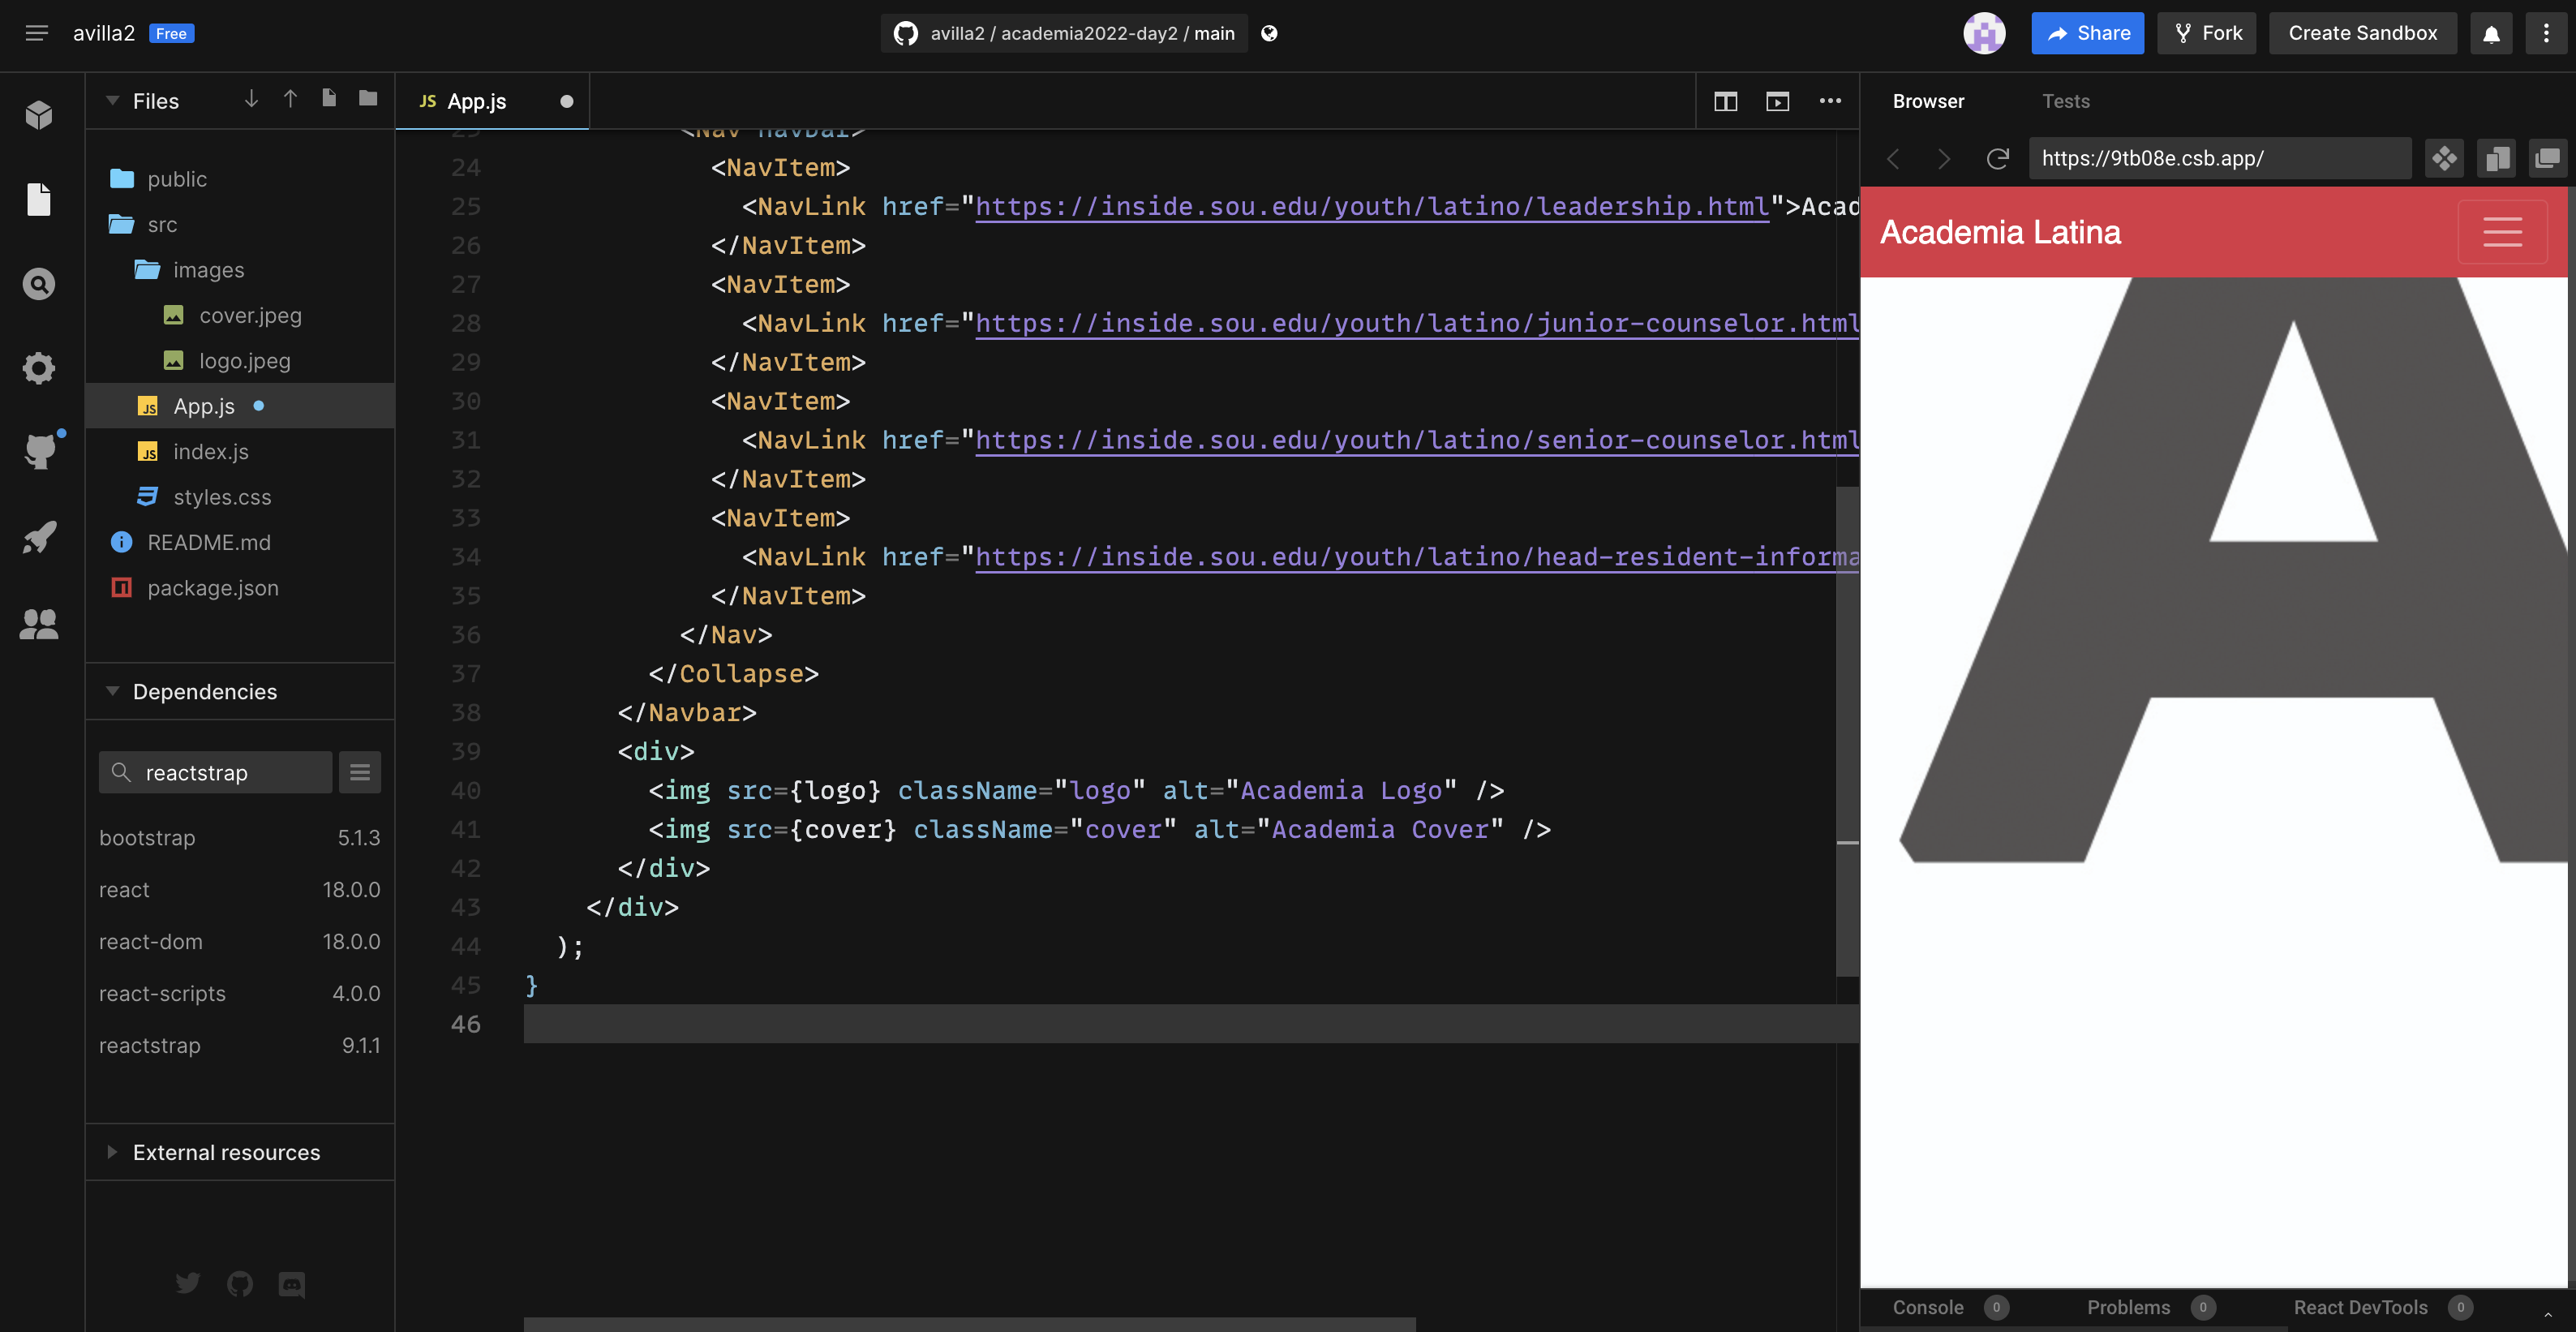 avilla2 Free
avilla2 / academia2022-day2 / main
Share
Fork
Create Sandbox
Files
public
src
images
cover.jpeg
logo.jpeg
JS App.js
JS index.js
styles.css
README.md
package.json
Dependencies
reactstrap
bootstrap 5.1.3
react 18.0.0
react-dom 18.0.0
react-scripts 4.0.0
reactstrap 9.1.1
External resources
JS App.js
23 <Nav navbar>
24 <NavItem>
25 <NavLink href="https://inside.sou.edu/youth/latino/leadership.html">Acad
26 </NavItem>
27 <NavItem>
28 <NavLink href="https://inside.sou.edu/youth/latino/junior-counselor.html
29 </NavItem>
30 <NavItem>
31 <NavLink href="https://inside.sou.edu/youth/latino/senior-counselor.html
32 </NavItem>
33 <NavItem>
34 <NavLink href="https://inside.sou.edu/youth/latino/head-resident-informa
35 </NavItem>
36 </Nav>
37 </Collapse>
38 </Navbar>
39 <div>
40 <img src={logo} className="logo" alt="Academia Logo" />
41 <img src={cover} className="cover" alt="Academia Cover" />
42 </div>
43 </div>
44 );
45 }
46
Browser Tests
https://9tb08e.csb.app/
Academia Latina
A
Console 0 Problems 0 React DevTools 0